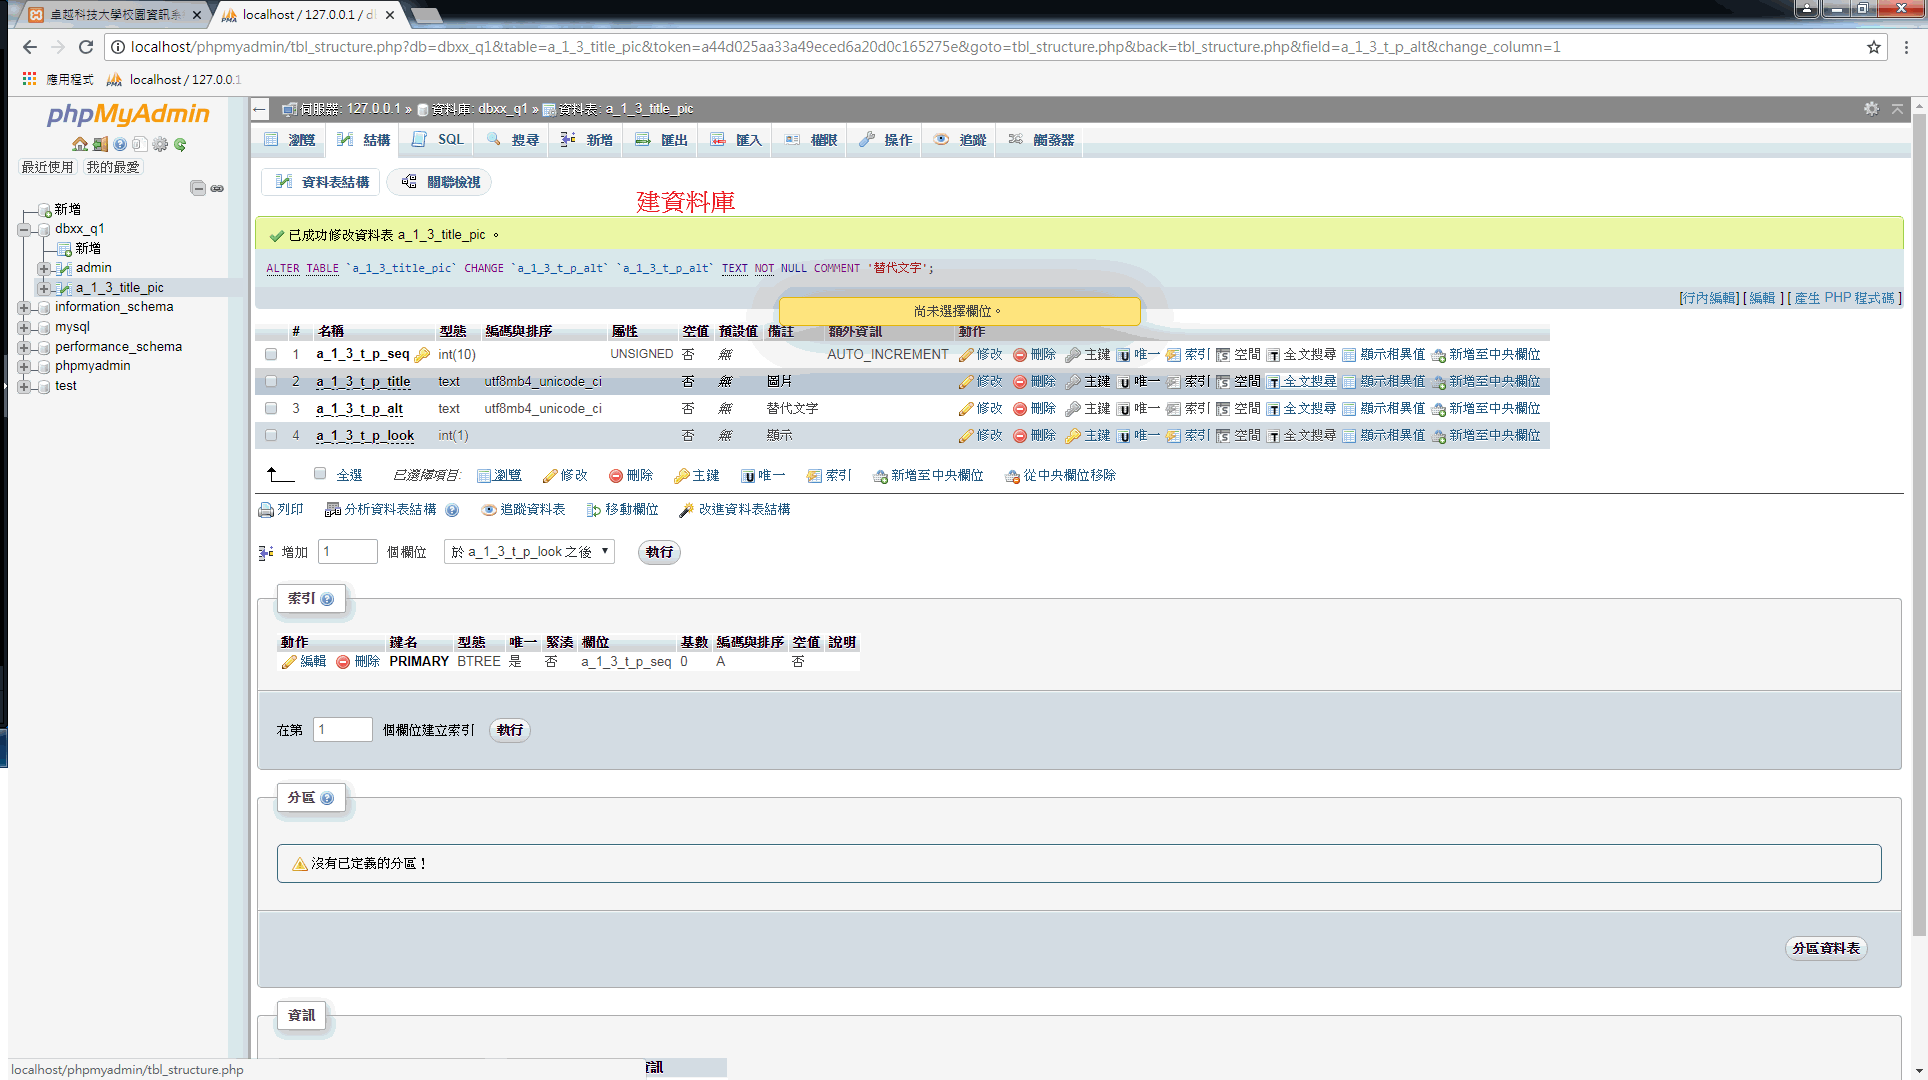 卓越科技大學校園資訊系
localhost / 127.0.0.1 / d
localhost/phpmyadmin/tbl_structure.php?db=dbxx_q1&table=a_1_3_title_pic&token=a44d025aa33a49eced6a20d0c165275e&goto=tbl_structure.php&back=tbl_structure.php&field=a_1_3_t_p_alt&change_column=1
應用程式 localhost / 127.0.0.1
phpMyAdmin
最近使用 我的最愛
新增
dbxx_q1
新增
admin
a_1_3_title_pic
information_schema
mysql
performance_schema
phpmyadmin
test
伺服器: 127.0.0.1 » 資料庫: dbxx_q1 » 資料表: a_1_3_title_pic
瀏覽 結構 SQL 搜尋 新增 匯出 匯入 權限 操作 追蹤 觸發器
資料表結構 關聯檢視
建資料庫
已成功修改資料表 a_1_3_title_pic 。
ALTER TABLE `a_1_3_title_pic` CHANGE `a_1_3_t_p_alt` `a_1_3_t_p_alt` TEXT NOT NULL COMMENT '替代文字';
[行內編輯] [ 編輯 ] [ 產生 PHP 程式碼 ]
尚未選擇欄位。
# 名稱 型態 編碼與排序 屬性 空值 預設值 備註 額外資訊 動作
1 a_1_3_t_p_seq int(10) UNSIGNED 否 無 AUTO_INCREMENT 修改 刪除 主鍵 唯一 索引 空間 全文搜尋 顯示相異值 新增至中央欄位
2 a_1_3_t_p_title text utf8mb4_unicode_ci 否 無 圖片 修改 刪除 主鍵 唯一 索引 空間 全文搜尋 顯示相異值 新增至中央欄位
3 a_1_3_t_p_alt text utf8mb4_unicode_ci 否 無 替代文字 修改 刪除 主鍵 唯一 索引 空間 全文搜尋 顯示相異值 新增至中央欄位
4 a_1_3_t_p_look int(1) 否 無 顯示 修改 刪除 主鍵 唯一 索引 空間 全文搜尋 顯示相異值 新增至中央欄位
全選 已選擇項目: 瀏覽 修改 刪除 主鍵 唯一 索引 新增至中央欄位 從中央欄位移除
列印 分析資料表結構 追蹤資料表 移動欄位 改進資料表結構
增加 1 個欄位 於 a_1_3_t_p_look 之後 執行
索引
動作 鍵名 型態 唯一 緊湊 欄位 基數 編碼與排序 空值 說明
編輯 刪除 PRIMARY BTREE 是 否 a_1_3_t_p_seq 0 A 否
在第 1 個欄位建立索引 執行
分區
沒有已定義的分區！
分區資料表
資訊
localhost/phpmyadmin/tbl_structure.php